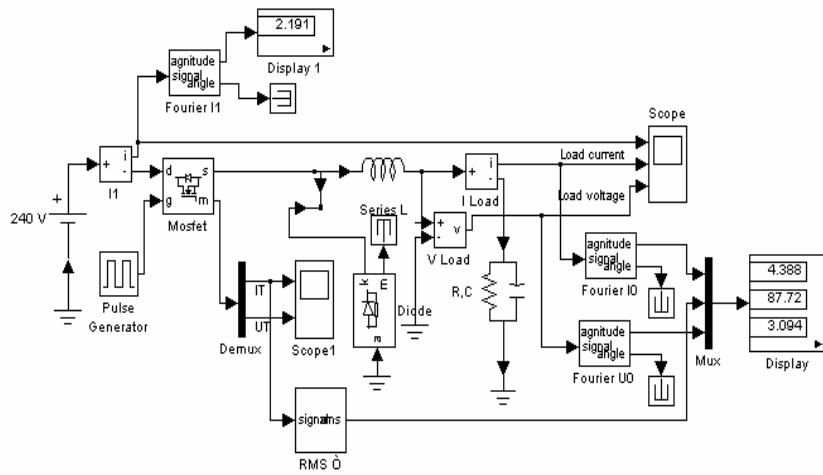 2.191
Display 1
agnitude
signal
angle
Fourier I1
Scope
+
i
-
I1
d
s
g
m
Mosfet
Load current
Load voltage
+
i
-
I Load
Series L
+
v
-
V Load
240 V
+
Pulse
Generator
IT
UT
Demux
Scope1
k
m
a
Diode
R,C
agnitude
signal
angle
Fourier I0
agnitude
signal
angle
Fourier U0
Mux
4.388
87.72
3.094
Display
signal rms
RMS Ò